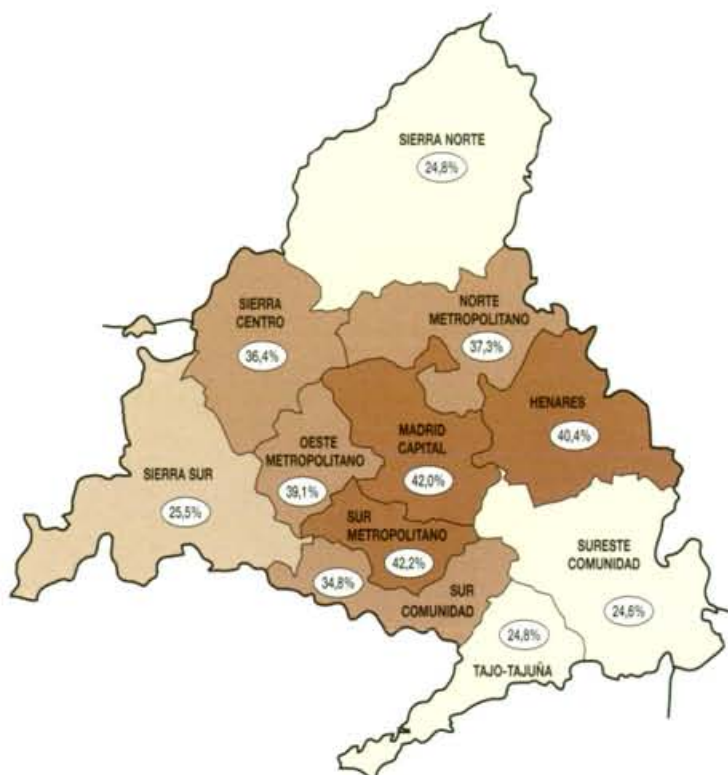 SIERRA NORTE
24,8%
SIERRA
CENTRO
36,4%
NORTE
METROPOLITANO
37,3%
HENARES
40,4%
MADRID
CAPITAL
42,0%
OESTE
METROPOLITANO
39,1%
SIERRA SUR
25,5%
SUR
METROPOLITANO
42,2%
34,8%
SUR
COMUNIDAD
SURESTE
COMUNIDAD
24,6%
24,8%
TAJO-TAJUÑA